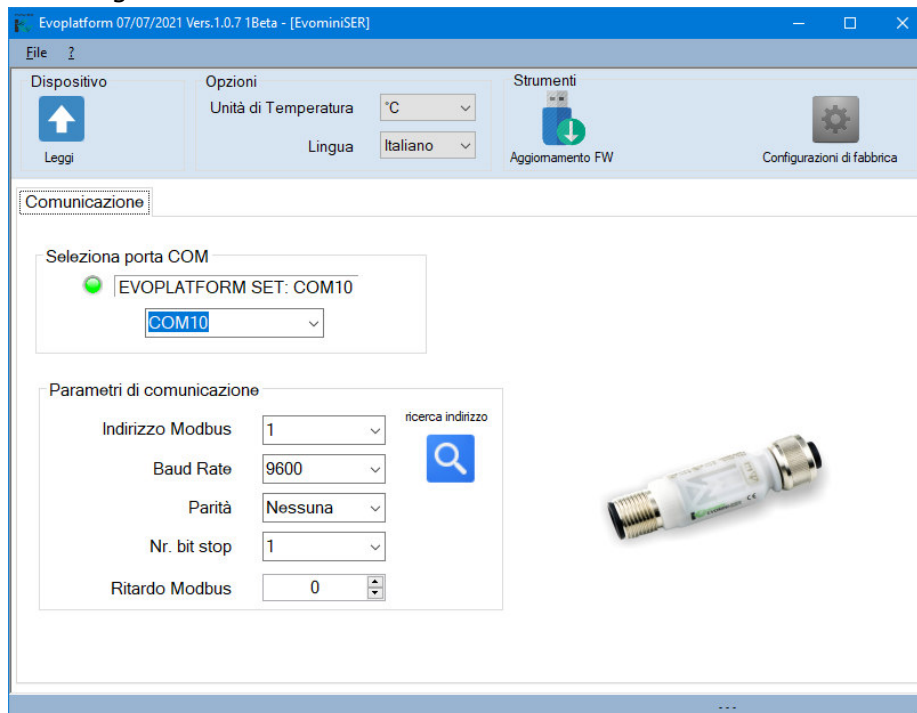 Evoplatform 07/07/2021 Vers.1.0.7 1Beta - [EvominiSER]
File ?
Dispositivo
Opzioni
Strumenti
Unità di Temperatura °C
Lingua Italiano
Leggi
Aggiornamento FW
Configurazioni di fabbrica
Comunicazione
Seleziona porta COM
EVOPLATFORM SET: COM10
COM10
Parametri di comunicazione
Indirizzo Modbus 1
ricerca indirizzo
Baud Rate 9600
Parità Nessuna
Nr. bit stop 1
Ritardo Modbus 0
---